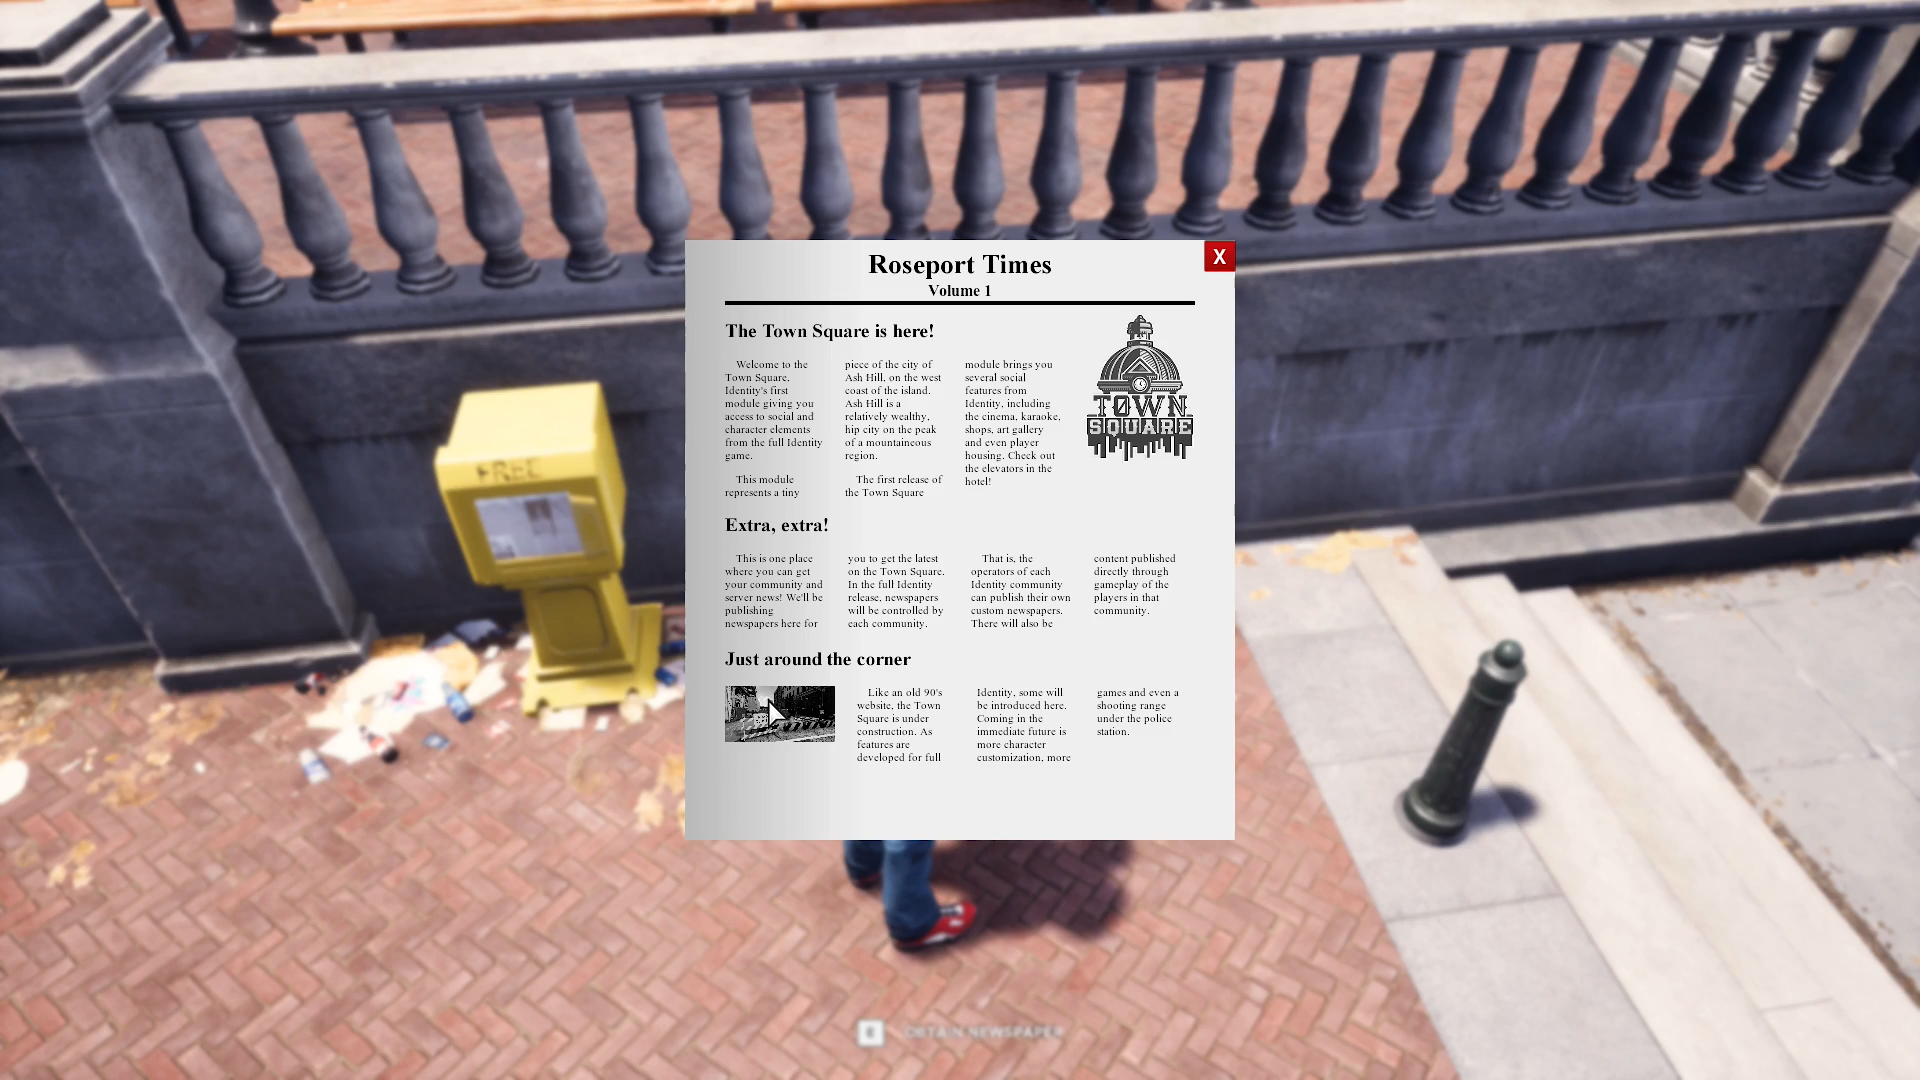 FREE
Roseport Times
X
Volume 1
The Town Square is here!
Welcome to the
Town Square,
Identity's first
module giving you
access to social and
character elements
from the full Identity
game.
This module
represents a tiny
piece of the city of
Ash Hill, on the west
coast of the island.
Ash Hill is a
relatively wealthy,
hip city on the peak
of a mountaineous
region.
The first release of
the Town Square
module brings you
several social
features from
Identity, including
the cinema, karaoke,
shops, art gallery
and even player
housing. Check out
the elevators in the
hotel!
TOWN
SQUARE
Extra, extra!
This is one place
where you can get
your community and
server news! We'll be
publishing
newspapers here for
you to get the latest
on the Town Square.
In the full Identity
release, newspapers
will be controlled by
each community.
That is, the
operators of each
Identity community
can publish their own
custom newspapers.
There will also be
content published
directly through
gameplay of the
players in that
community.
Just around the corner
Like an old 90's
website, the Town
Square is under
construction. As
features are
developed for full
Identity, some will
be introduced here.
Coming in the
immediate future is
more character
customization, more
games and even a
shooting range
under the police
station.
E OBTAIN NEWSPAPER